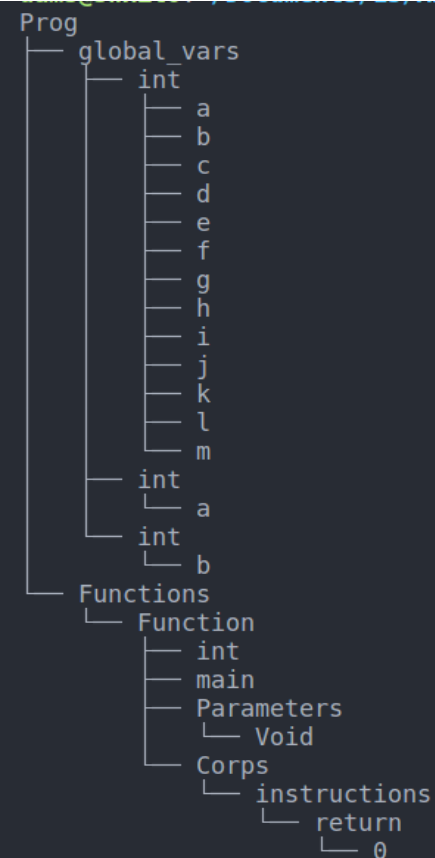 Prog
global_vars
int
a
b
c
d
e
f
g
h
i
j
k
l
m
int
a
int
b
Functions
Function
int
main
Parameters
Void
Corps
instructions
return
0